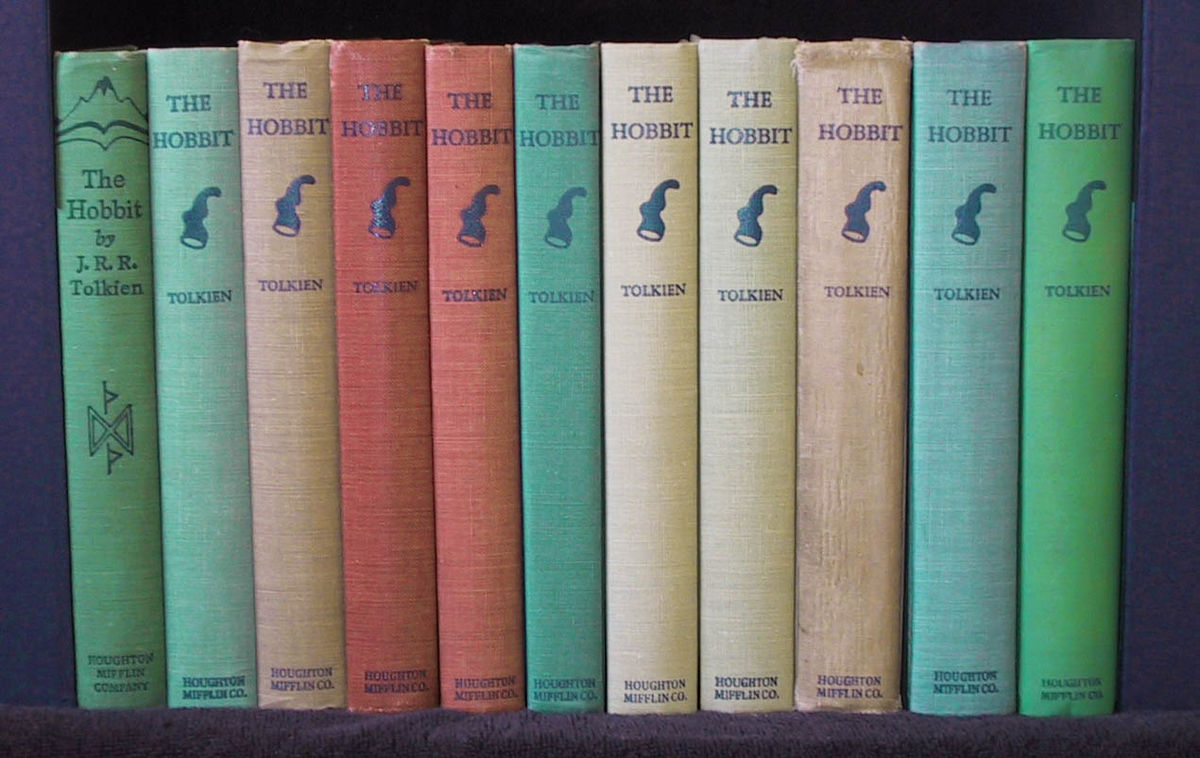 The
Hobbit
by
J. R. R.
Tolkien
HOUGHTON
MIFFLIN
COMPANY
THE
HOBBIT
TOLKIEN
HOUGHTON
MIFFLIN CO.
THE
HOBBIT
TOLKIEN
HOUGHTON
MIFFLIN CO.
THE
HOBBIT
TOLKIEN
HOUGHTON
MIFFLIN CO.
THE
HOBBIT
TOLKIEN
HOUGHTON
MIFFLIN CO.
THE
HOBBIT
TOLKIEN
HOUGHTON
MIFFLIN CO.
THE
HOBBIT
TOLKIEN
HOUGHTON
MIFFLIN CO.
THE
HOBBIT
TOLKIEN
HOUGHTON
MIFFLIN CO.
THE
HOBBIT
TOLKIEN
HOUGHTON
MIFFLIN CO.
THE
HOBBIT
TOLKIEN
HOUGHTON
MIFFLIN CO.
THE
HOBBIT
TOLKIEN
HOUGHTON
MIFFLIN CO.